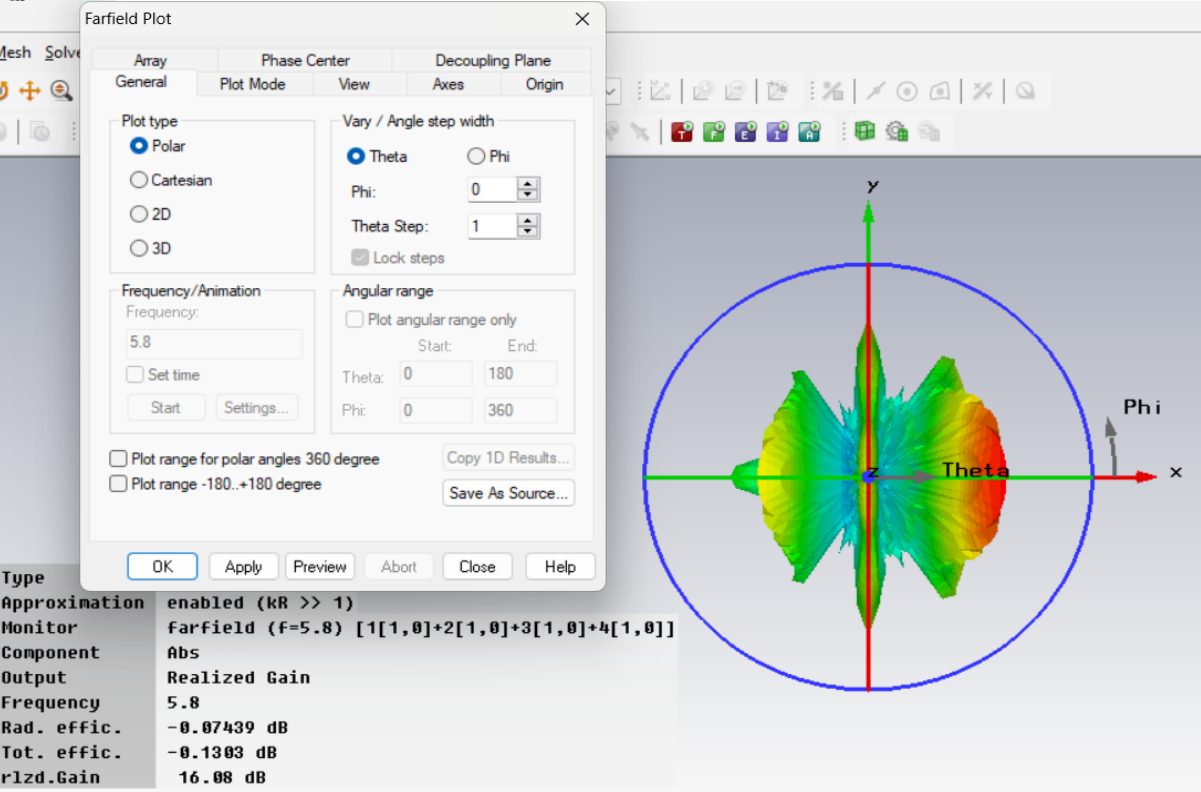 Farfield Plot
Mesh Solve
Array Phase Center Decoupling Plane
General Plot Mode View Axes Origin
Plot type
Polar
Cartesian
2D
3D
Vary / Angle step width
Theta Phi
Phi: 0
Theta Step: 1
Lock steps
Frequency/Animation
Frequency:
5.8
Set time
Start Settings...
Angular range
Plot angular range only
Start: End:
Theta: 0 180
Phi: 0 360
Plot range for polar angles 360 degree
Plot range -180..+180 degree
Copy 1D Results...
Save As Source...
OK Apply Preview Abort Close Help
T F E I A
y
Phi
z Theta x
Type
Approximation enabled (kR >> 1)
Monitor farfield (f=5.8) [1[1,0]+2[1,0]+3[1,0]+4[1,0]]
Component Abs
Output Realized Gain
Frequency 5.8
Rad. effic. -0.07439 dB
Tot. effic. -0.1303 dB
rlzd.Gain 16.08 dB